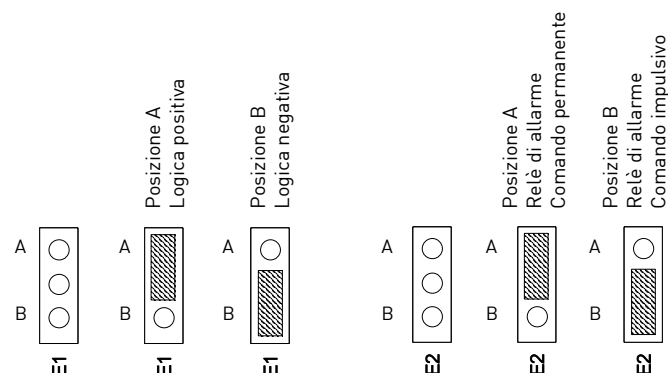 Posizione A
Logica positiva
Posizione B
Logica negativa
Posizione A
Relè di allarme
Comando permanente
Posizione B
Relè di allarme
Comando impulsivo
A
A
A
A
A
A
B
B
B
B
B
B
E1
E1
E1
E2
E2
E2